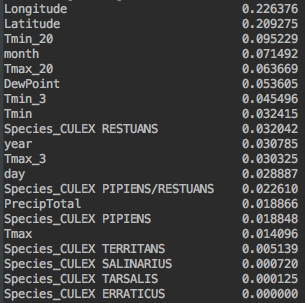 Longitude 0.226376
Latitude 0.209275
Tmin_20 0.095229
month 0.071492
Tmax_20 0.063669
DewPoint 0.053605
Tmin_3 0.045496
Tmin 0.032415
Species_CULEX RESTUANS 0.032042
year 0.030785
Tmax_3 0.030325
day 0.028887
Species_CULEX PIPIENS/RESTUANS 0.022610
PrecipTotal 0.018866
Species_CULEX PIPIENS 0.018848
Tmax 0.014096
Species_CULEX TERRITANS 0.005139
Species_CULEX SALINARIUS 0.000720
Species_CULEX TARSALIS 0.000125
Species_CULEX ERRATICUS 0.000000